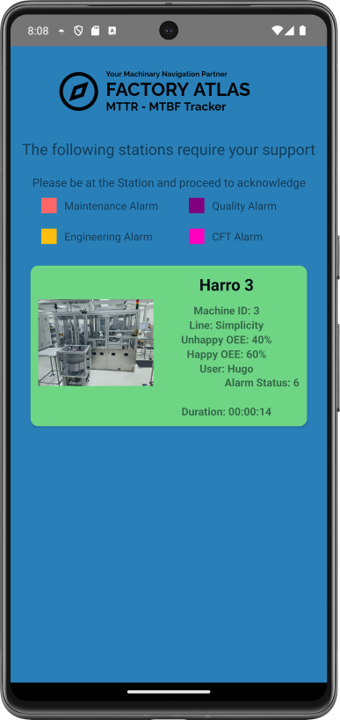 8:08
Your Machinary Navigation Partner
FACTORY ATLAS
MTTR - MTBF Tracker
The following stations require your support
Please be at the Station and proceed to acknowledge
Maintenance Alarm
Quality Alarm
Engineering Alarm
CFT Alarm
Harro 3
Machine ID: 3
Line: Simplicity
Unhappy OEE: 40%
Happy OEE: 60%
User: Hugo
Alarm Status: 6
Duration: 00:00:14